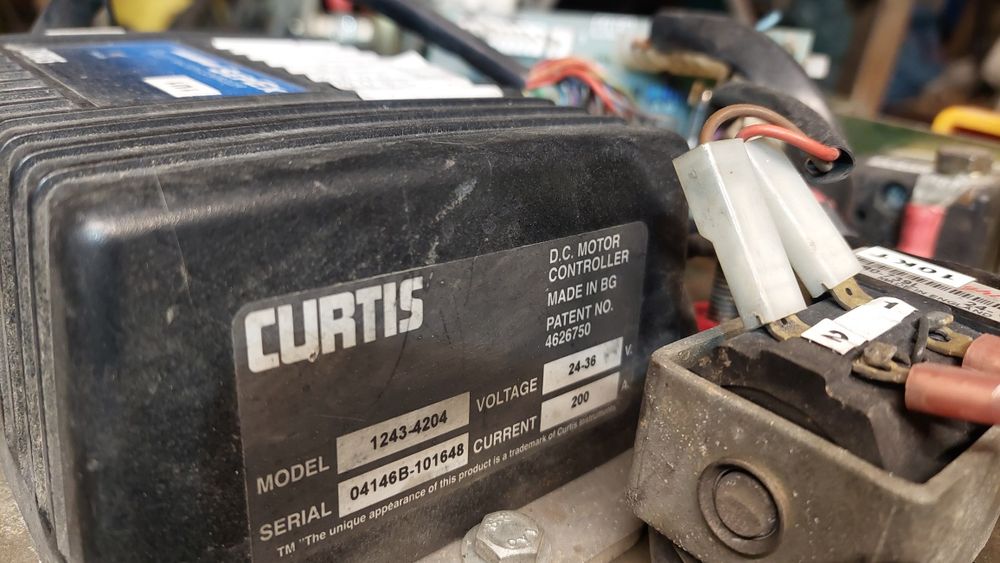 CURTIS
D.C. MOTOR
CONTROLLER
MADE IN BG
PATENT NO.
4626750
MODEL 1243-4204 VOLTAGE 24-36 V.
SERIAL 04146B-101648 CURRENT 200 A.
TM "The unique appearance of this product is a trademark of Curtis Instruments.
1
2
10KT